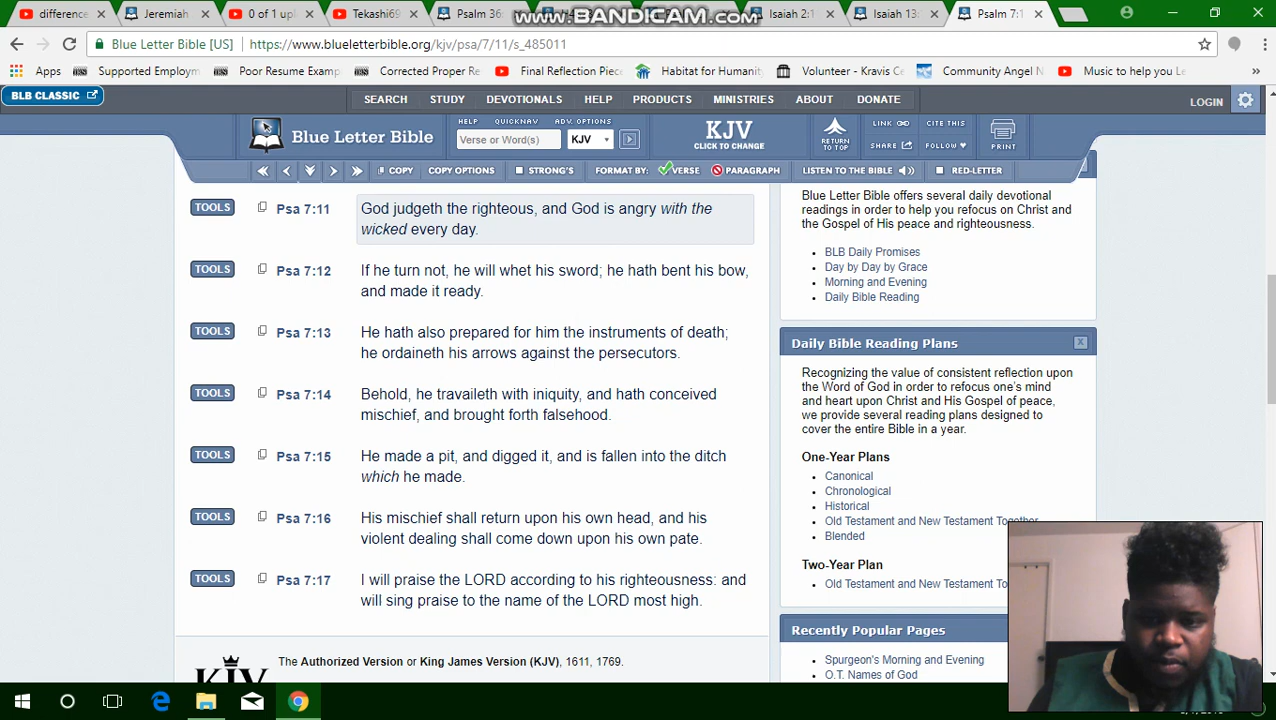 difference
Jeremiah
0 of 1 upl
Tekashi69
Psalm 36:
Isaiah 2:1
Isaiah 13:
Psalm 7:1
www.BANDICAM.com
Blue Letter Bible [US]
https://www.blueletterbible.org/kjv/psa/7/11/s_485011
Apps
Supported Employm
Poor Resume Examp
Corrected Proper Re
Final Reflection Piec
Habitat for Humanity
Volunteer - Kravis Ce
Community Angel N
Music to help you Le
»
BLB CLASSIC
SEARCH STUDY DEVOTIONALS HELP PRODUCTS MINISTRIES ABOUT DONATE
LOGIN
Blue Letter Bible
HELP QUICKNAV ADV. OPTIONS
Verse or Word(s)
KJV
KJV
CLICK TO CHANGE
RETURN
TO TOP
LINK
CITE THIS
SHARE
FOLLOW
PRINT
COPY COPY OPTIONS STRONG'S FORMAT BY: VERSE PARAGRAPH LISTEN TO THE BIBLE RED-LETTER
TOOLS Psa 7:11 God judgeth the righteous, and God is angry with the
wicked every day.
TOOLS Psa 7:12 If he turn not, he will whet his sword; he hath bent his bow,
and made it ready.
TOOLS Psa 7:13 He hath also prepared for him the instruments of death;
he ordaineth his arrows against the persecutors.
TOOLS Psa 7:14 Behold, he travaileth with iniquity, and hath conceived
mischief, and brought forth falsehood.
TOOLS Psa 7:15 He made a pit, and digged it, and is fallen into the ditch
which he made.
TOOLS Psa 7:16 His mischief shall return upon his own head, and his
violent dealing shall come down upon his own pate.
TOOLS Psa 7:17 I will praise the LORD according to his righteousness: and
will sing praise to the name of the LORD most high.
KJV
The Authorized Version or King James Version (KJV), 1611, 1769.
Blue Letter Bible offers several daily devotional
readings in order to help you refocus on Christ and
the Gospel of His peace and righteousness.
BLB Daily Promises
Day by Day by Grace
Morning and Evening
Daily Bible Reading
Daily Bible Reading Plans
Recognizing the value of consistent reflection upon
the Word of God in order to refocus one's mind
and heart upon Christ and His Gospel of peace,
we provide several reading plans designed to
cover the entire Bible in a year.
One-Year Plans
Canonical
Chronological
Historical
Old Testament and New Testament Together
Blended
Two-Year Plan
Old Testament and New Testament To
Recently Popular Pages
Spurgeon's Morning and Evening
O.T. Names of God